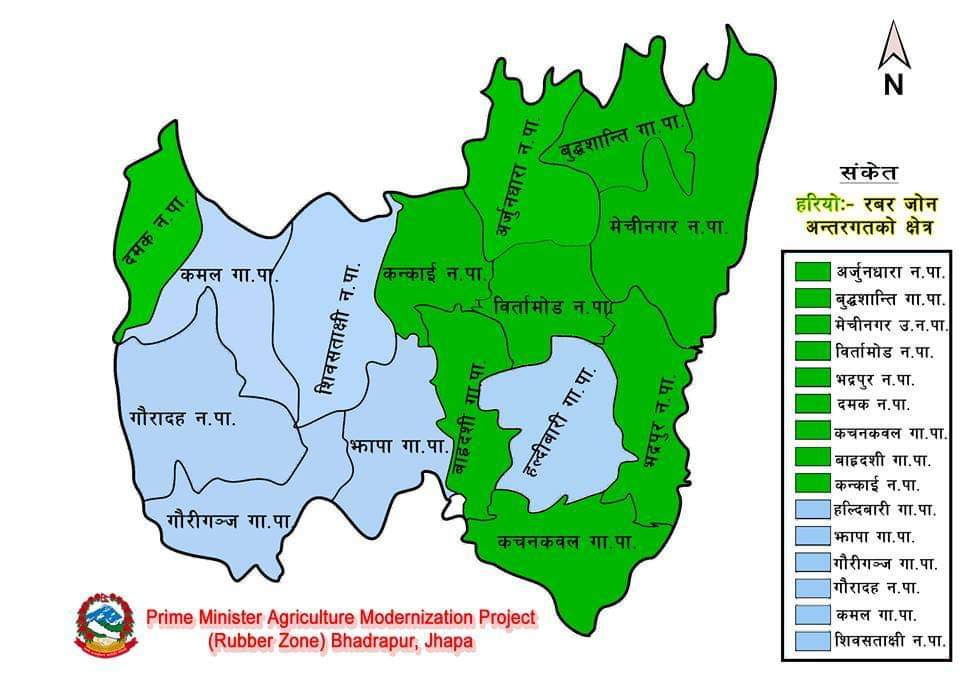 N
संकेत
हरियोः- रबर जोन
अन्तरगतको क्षेत्र
अर्जुनधारा न.पा.
बुद्धशान्ति गा.पा.
मेचीनगर उ.न.पा.
विर्तामोड न.पा.
भद्रपुर न.पा.
दमक न.पा.
कचनकवल गा.पा.
बाह्रदशी गा.पा.
कन्काई न.पा.
हल्दिबारी गा.पा.
झापा गा.पा.
गौरीगञ्ज गा.पा.
गौरादह न.पा.
कमल गा.पा.
शिवसताक्षी न.पा.
दमक न.पा.
कमल गा.पा.
शिवसताक्षी न.पा.
कन्काई न.पा.
अर्जुनधारा न.पा.
बुद्धशान्ति गा.पा.
मेचीनगर न.पा.
विर्तामोड न.पा.
गौरादह न.पा.
झापा गा.पा.
बाह्रदशी गा.पा.
हल्दीबारी गा.पा.
भद्रपुर न.पा.
गौरीगञ्ज गा.पा
कचनकवल गा.पा.
Prime Minister Agriculture Modernization Project
(Rubber Zone) Bhadrapur, Jhapa